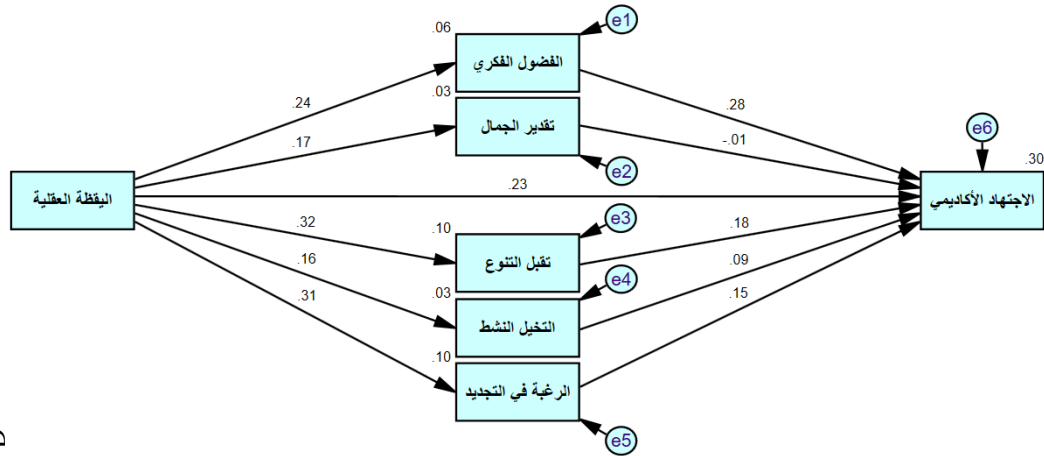 e1
.06
الفضول الفكري
.03
.24
.28
تقدير الجمال
e6
.17
-.01
.30
e2
.23
اليقظة العقلية
الاجتهاد الأكاديمي
e3
.32
.10
.18
تقبل التنوع
.16
e4
.09
.03
.31
.15
التخيل النشط
.10
الرغبة في التجديد
e5